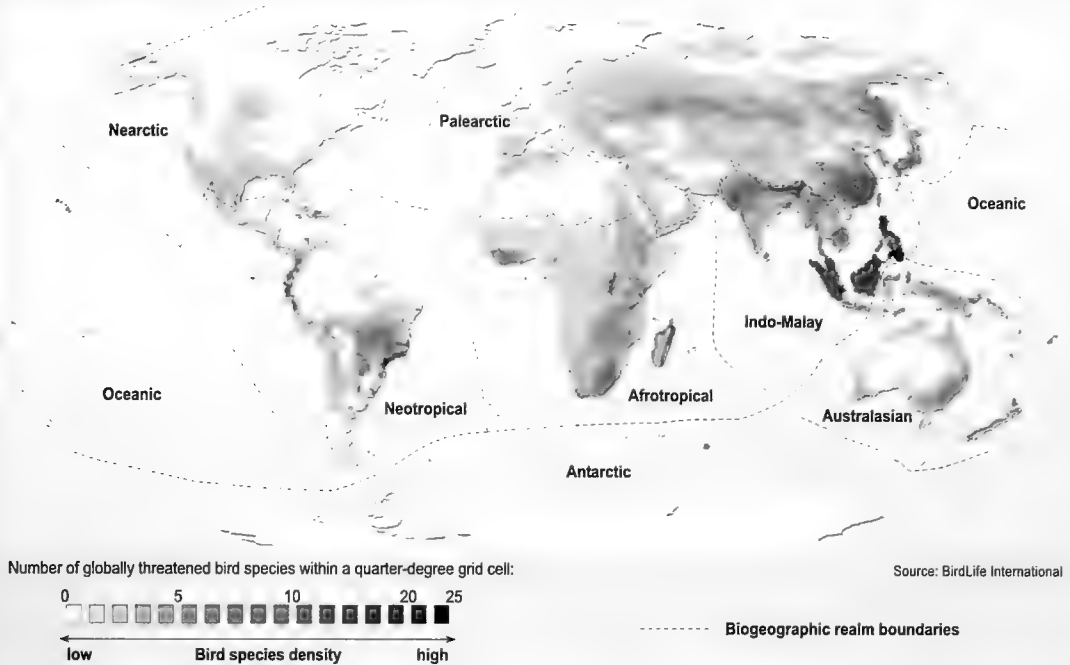 Nearctic
Palearctic
Oceanic
Indo-Malay
Oceanic
Neotropical
Afrotropical
Australasian
Antarctic
Number of globally threatened bird species within a quarter-degree grid cell:
Source: BirdLife International
0 5 10 20 25
low Bird species density high
Biogeographic realm boundaries